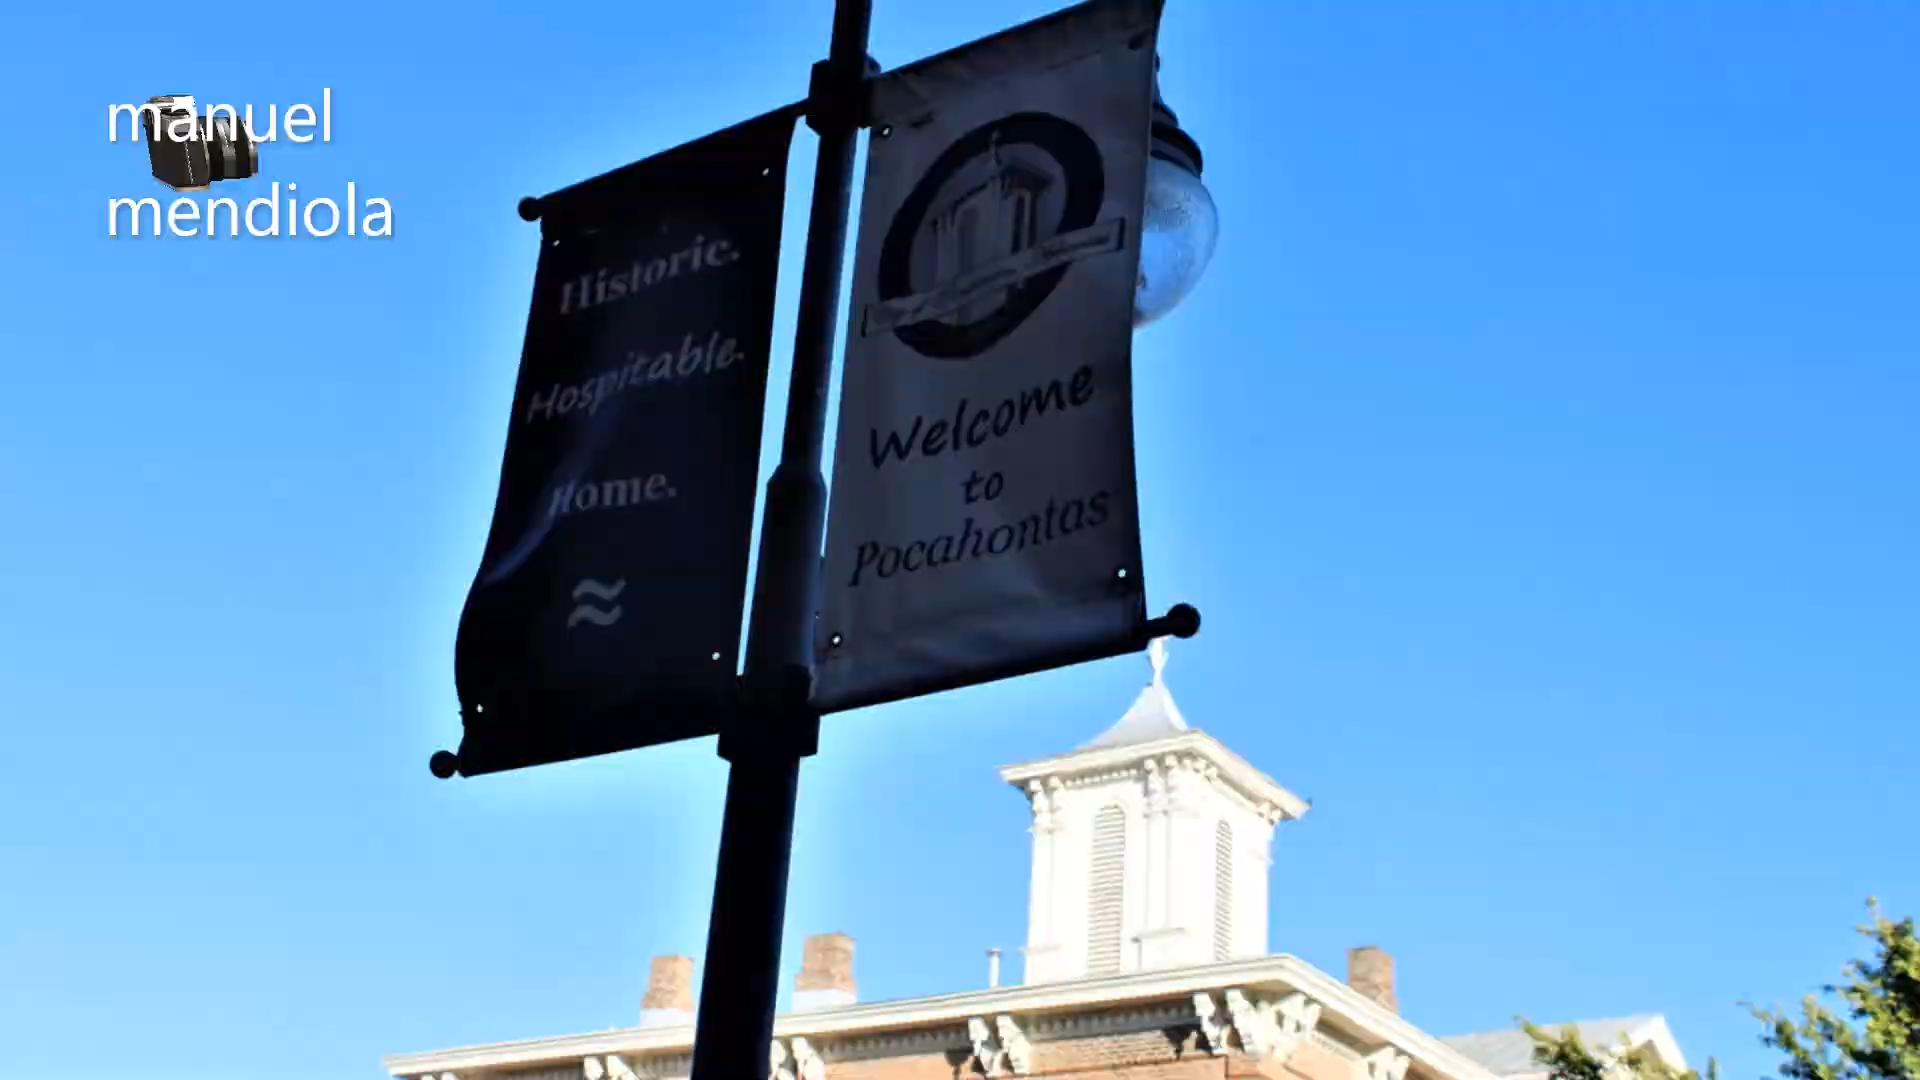 manuel
mendiola
Historic.
Hospitable.
Home.
Welcome
to
Pocahontas